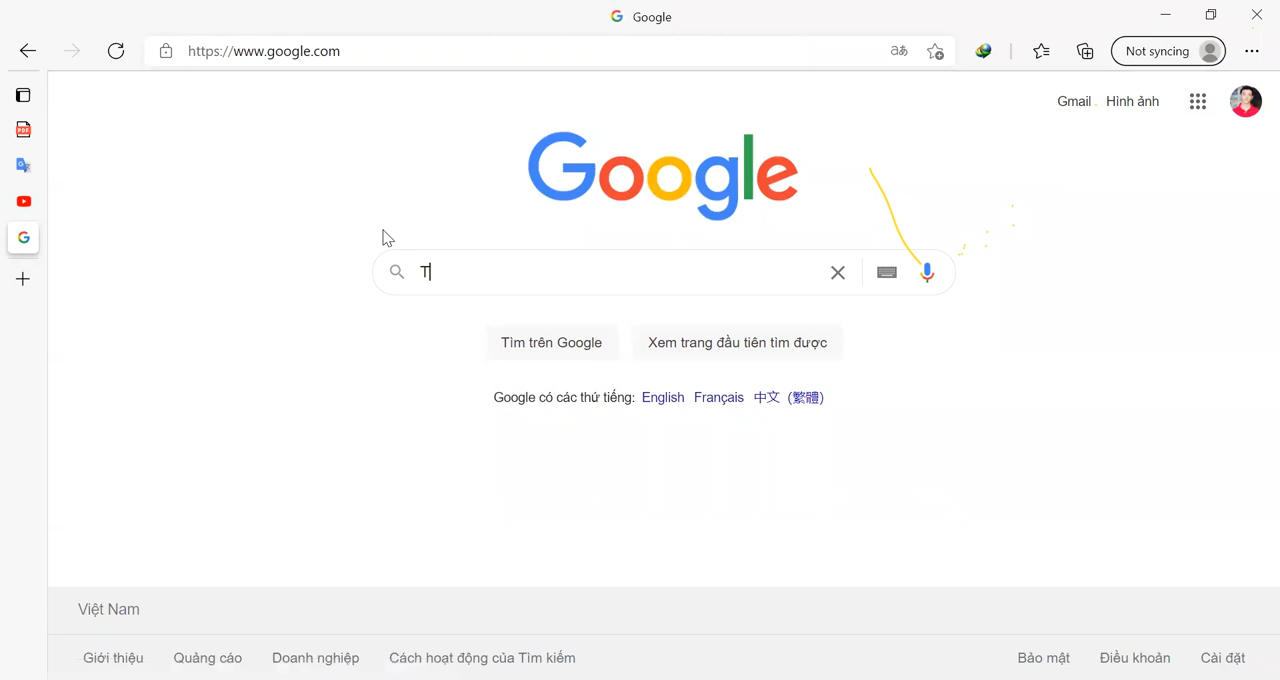 Google
https://www.google.com
Not syncing
Gmail Hình ảnh
Google
T
Tìm trên Google
Xem trang đầu tiên tìm được
Google có các thứ tiếng: English Français 中文 (繁體)
Việt Nam
Giới thiệu Quảng cáo Doanh nghiệp Cách hoạt động của Tìm kiếm
Bảo mật Điều khoản Cài đặt